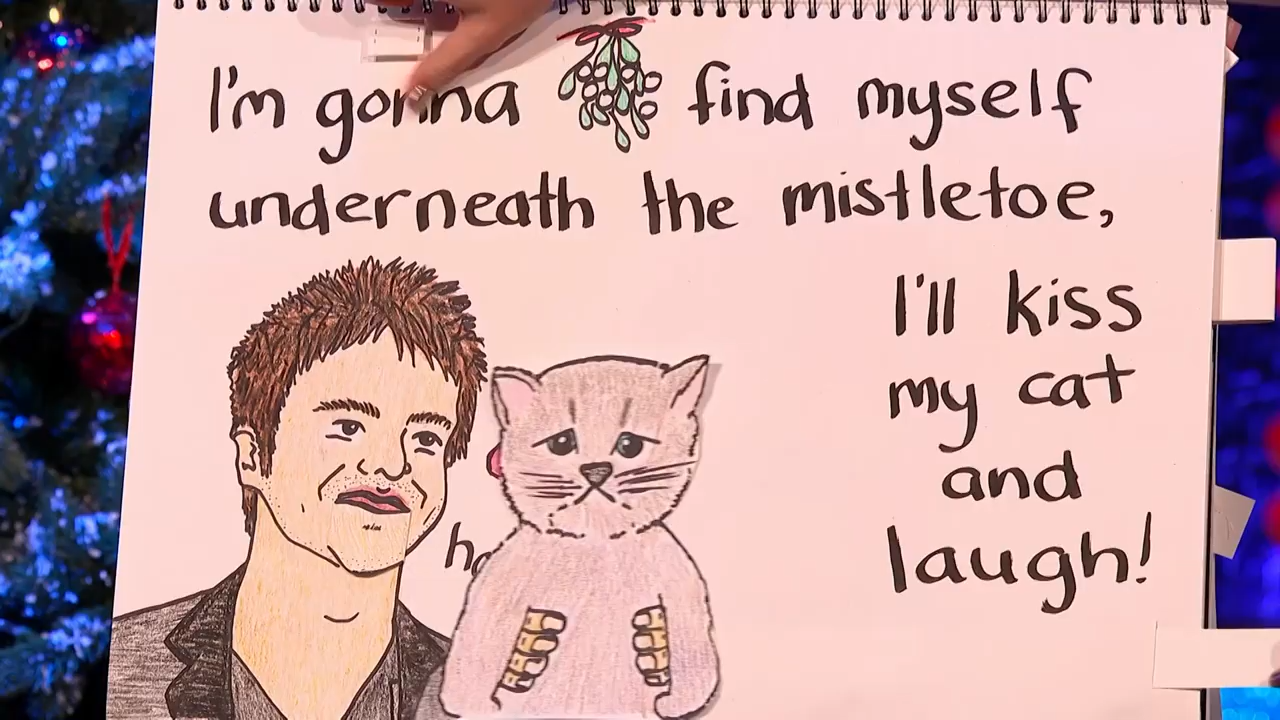 I'm gonna find myself
underneath the mistletoe,
I'll kiss
my cat
and
laugh!